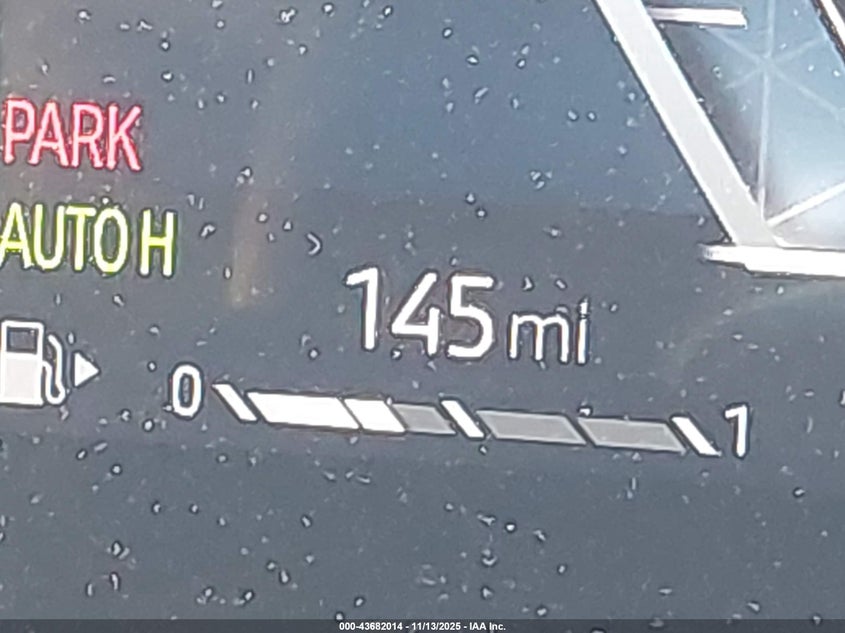 PARK
AUTO H
145 mi
0 1
000-43682014 - 11/13/2025 - IAA Inc.